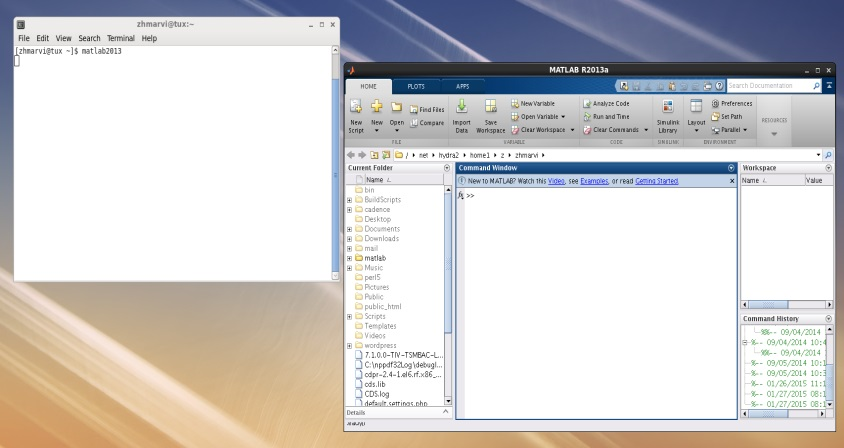 zhmarvi@tux:~
File Edit View Search Terminal Help
[zhmarvi@tux ~]$ matlab2013
MATLAB R2013a
HOME PLOTS APPS
Search Documentation
New Script
New
Open
Find Files
Compare
Import Data
Save Workspace
New Variable
Open Variable
Clear Workspace
Analyze Code
Run and Time
Clear Commands
Simulink Library
Layout
Preferences
Set Path
Parallel
RESOURCES
FILE VARIABLE CODE SIMULINK ENVIRONMENT
/ net hydra2 home1 z zhmarvi
Current Folder
Name
bin
BuildScripts
cadence
Desktop
Documents
Downloads
mail
matlab
Music
perl5
Pictures
Public
public_html
Scripts
Templates
Videos
wordpress
7.1.0.0-TIV-TSMBAC-L...
C:\nppdf32Log\debugl...
cdpr-2.4-1.el6.rf.x86_...
cds.lib
CDS.log
default.settings.php
Details
Command Window
New to MATLAB? Watch this Video, see Examples, or read Getting Started.
fx >>
Workspace
Name Value
Command History
%-- 09/04/2014
%-- 09/04/2014 10:4
%-- 09/04/2014
%-- 09/05/2014 10:1
%-- 09/05/2014 10:3
%-- 01/26/2015 11:1
%-- 01/27/2015 08:1
%-- 01/27/2015 08:1